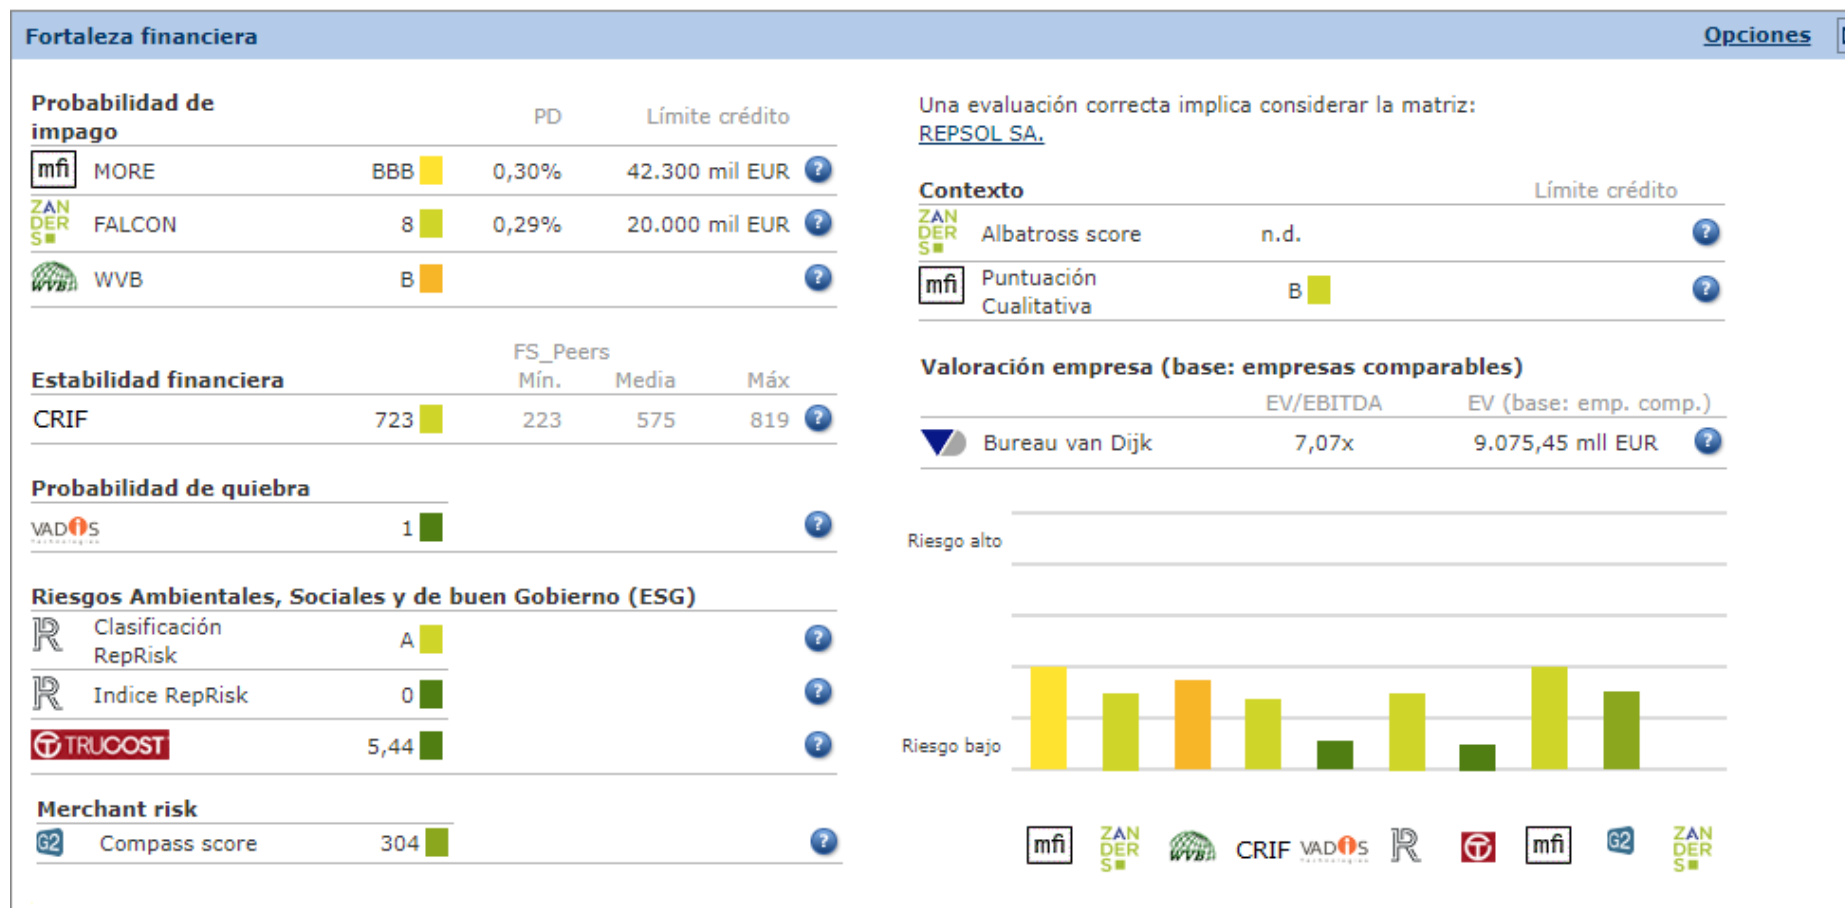 Fortaleza financiera
Opciones
Probabilidad de
impago
PD
Límite crédito
mfi MORE BBB 0,30% 42.300 mil EUR ?
ZAN
DER
S
FALCON 8 0,29% 20.000 mil EUR ?
WVB WVB B ?
FS_Peers
Estabilidad financiera Mín. Media Máx
CRIF 723 223 575 819 ?
Probabilidad de quiebra
VADIS 1 ?
Riesgos Ambientales, Sociales y de buen Gobierno (ESG)
R Clasificación
RepRisk
A ?
R Indice RepRisk 0 ?
TRUCOST 5,44 ?
Merchant risk
G2 Compass score 304 ?
Una evaluación correcta implica considerar la matriz:
REPSOL SA.
Contexto Límite crédito
ZAN
DER
S
Albatross score n.d. ?
mfi Puntuación
Cualitativa
B ?
Valoración empresa (base: empresas comparables)
EV/EBITDA EV (base: emp. comp.)
Bureau van Dijk 7,07x 9.075,45 mll EUR ?
Riesgo alto
Riesgo bajo
mfi ZAN
DER
S
WVB CRIF VADIS R T mfi G2 ZAN
DER
S